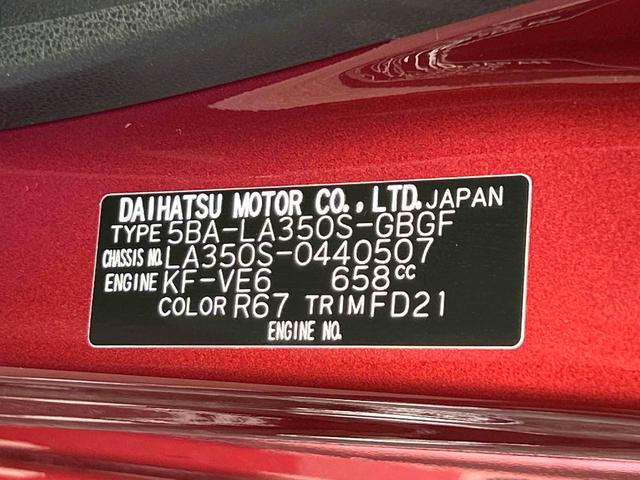 DAIHATSU MOTOR CO., LTD. JAPAN
TYPE 5BA-LA350S-GBGF
CHASSIS NO. LA350S-0440507
ENGINE KF-VE6 658cc
COLOR R67 TRIM FD21
ENGINE NO.